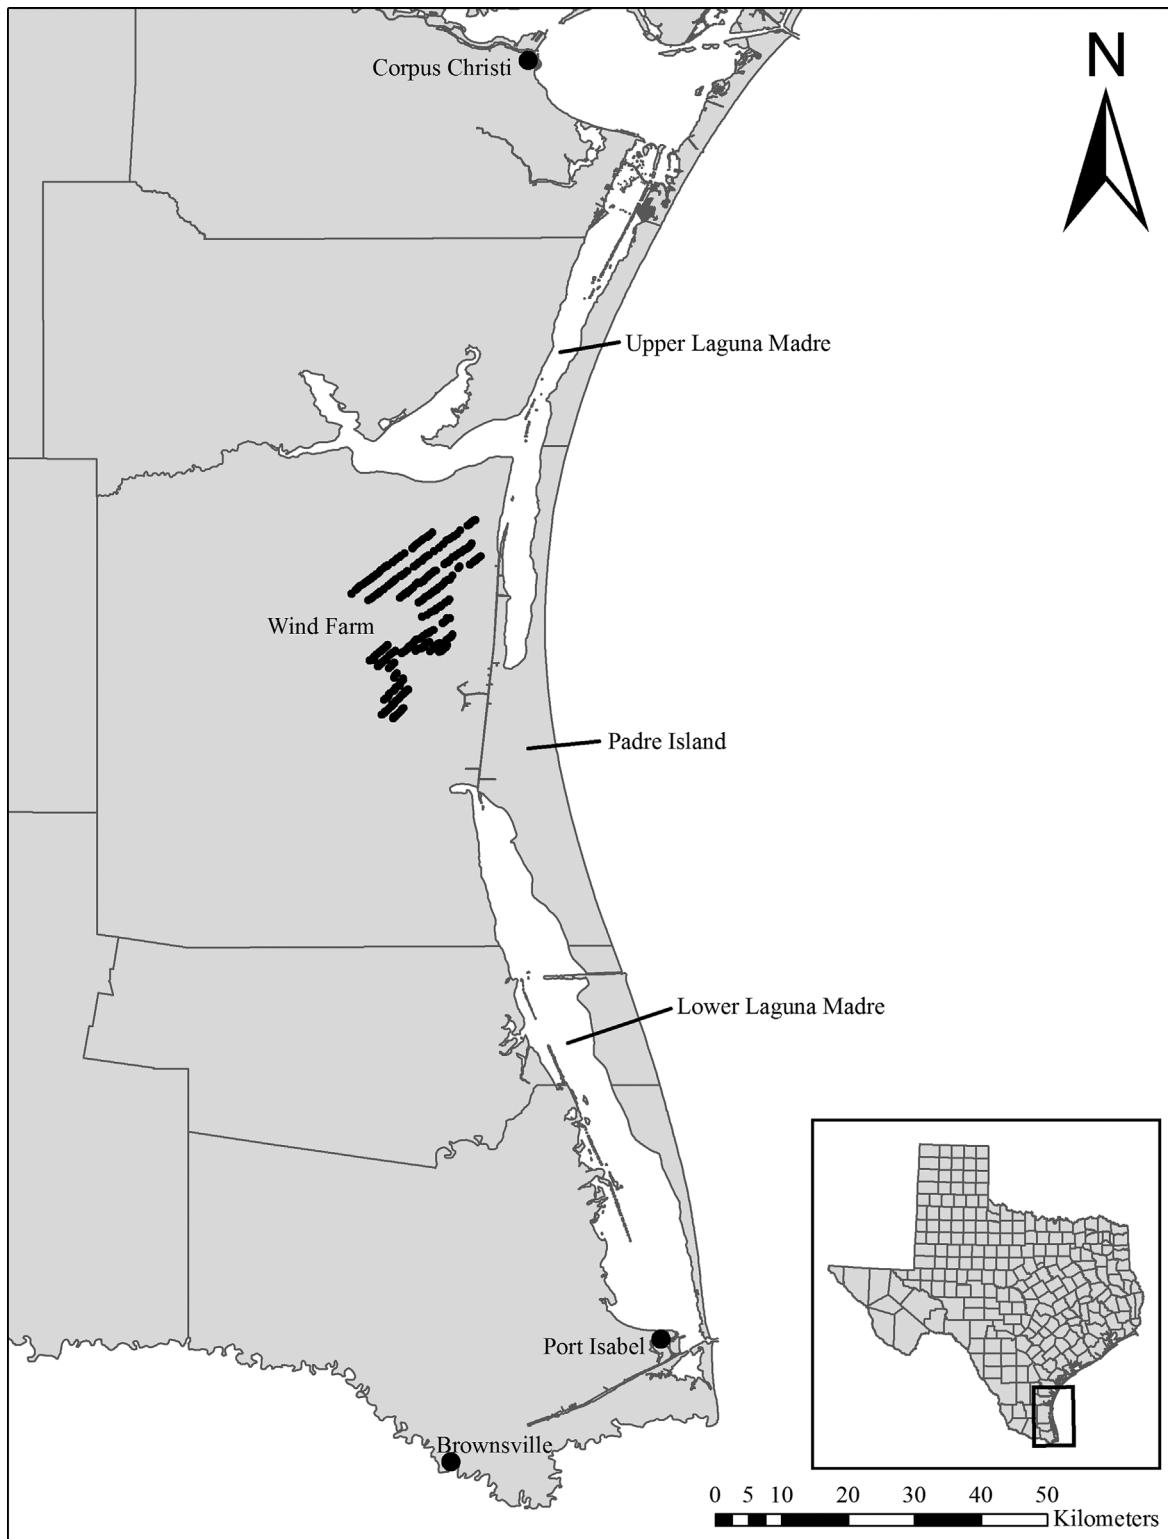 N
Corpus Christi
Upper Laguna Madre
Wind Farm
Padre Island
Lower Laguna Madre
Port Isabel
Brownsville
0 5 10 20 30 40 50
Kilometers